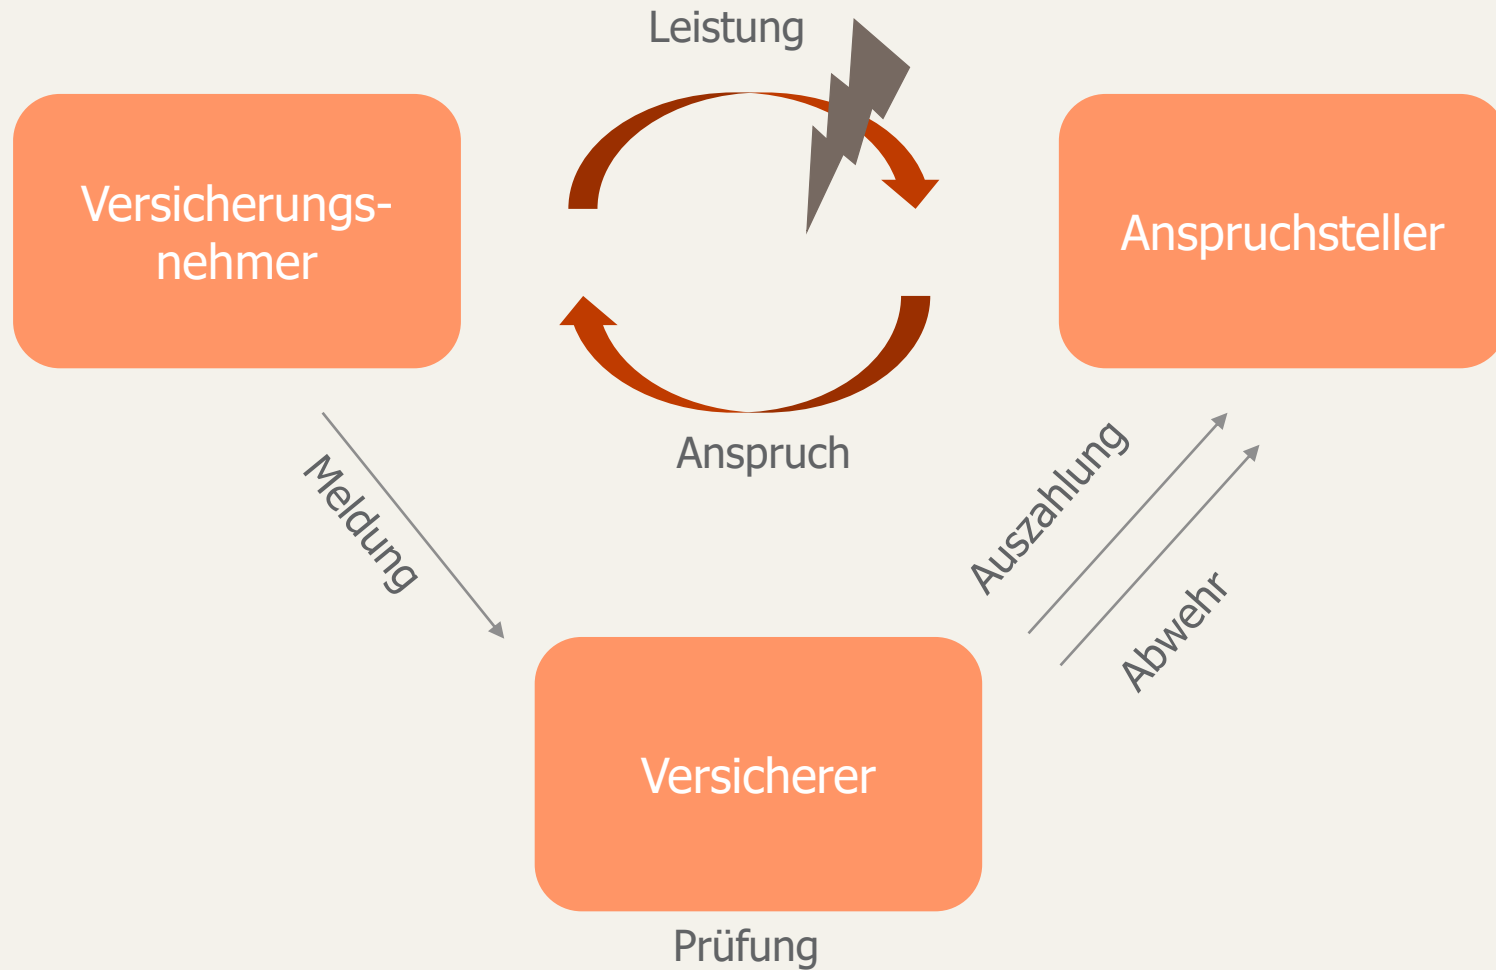 Leistung
Versicherungs-
nehmer
Anspruchsteller
Anspruch
Meldung
Auszahlung
Abwehr
Versicherer
Prüfung